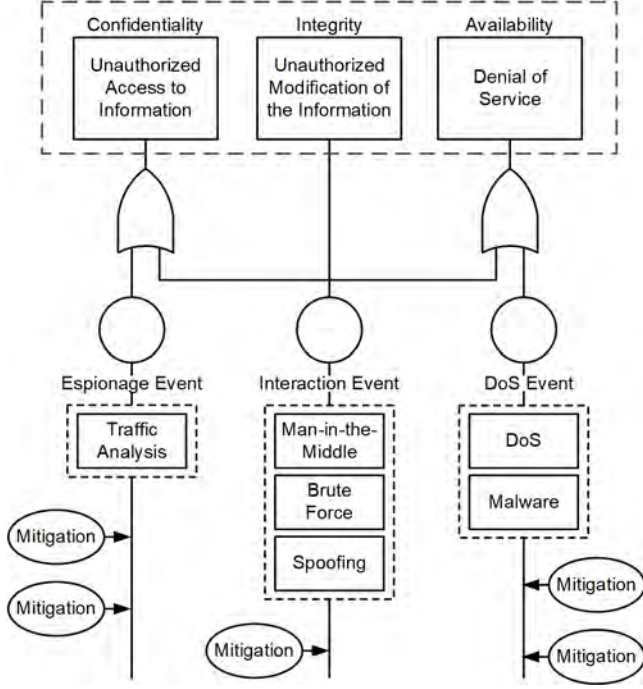 Confidentiality
Integrity
Availability
Unauthorized
Access to
Information
Unauthorized
Modification of
the Information
Denial of
Service
Espionage Event
Interaction Event
DoS Event
Traffic
Analysis
Man-in-the-
Middle
Brute
Force
Spoofing
DoS
Malware
Mitigation
Mitigation
Mitigation
Mitigation
Mitigation